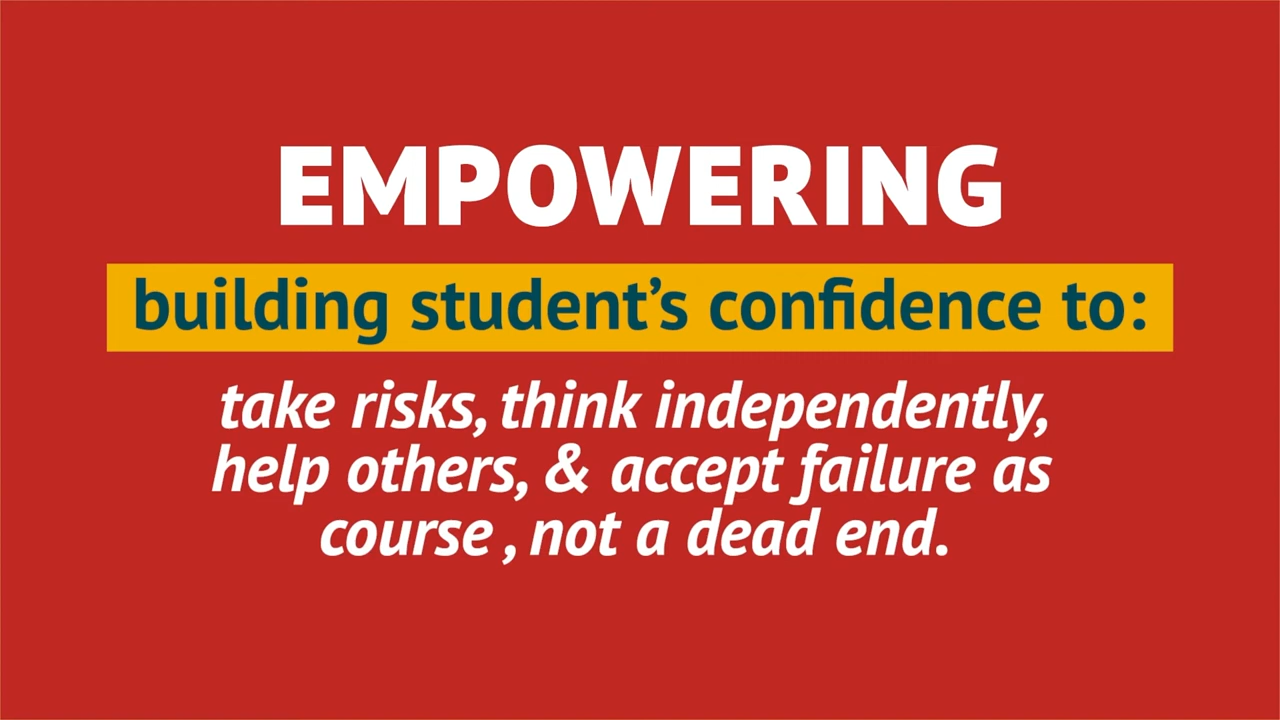 EMPOWERING
building student’s confidence to:
take risks, think independently,
help others, & accept failure as
course , not a dead end.